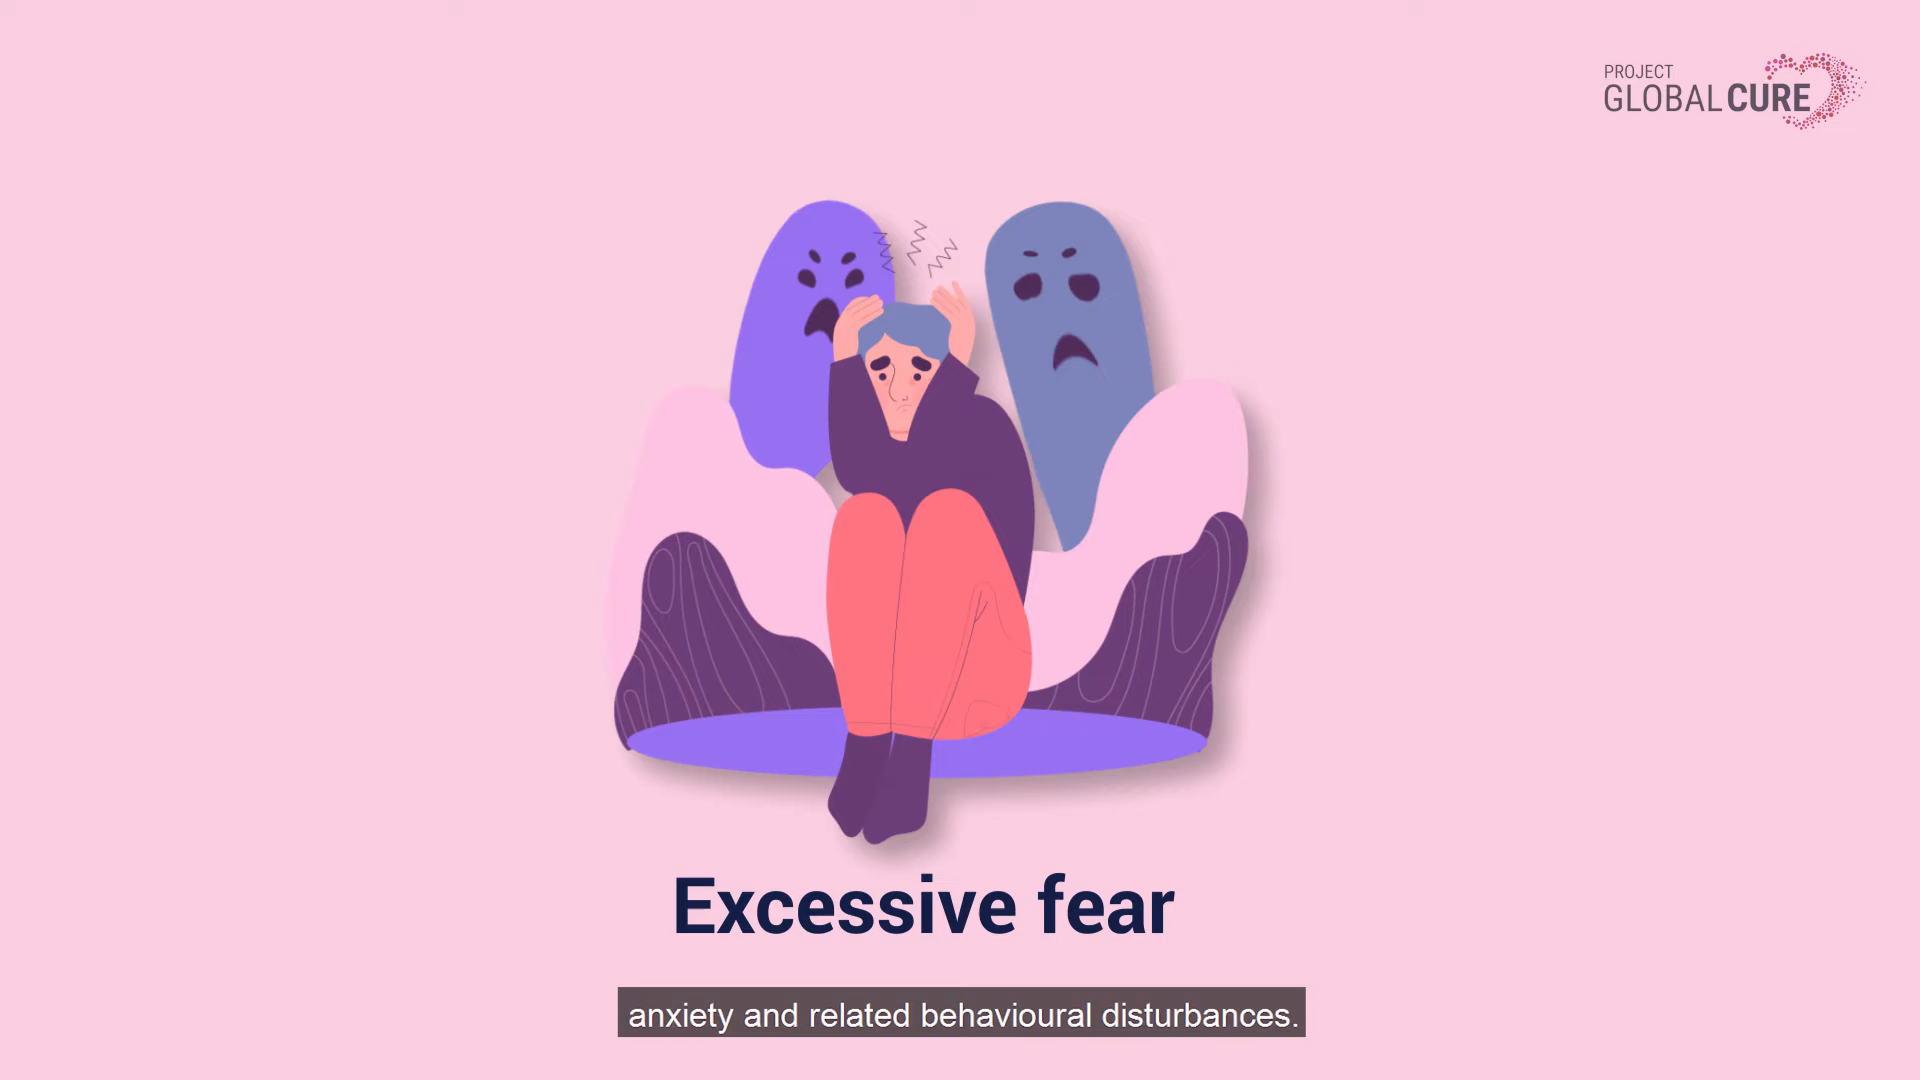 PROJECT
GLOBAL CURE
Excessive fear
anxiety and related behavioural disturbances.